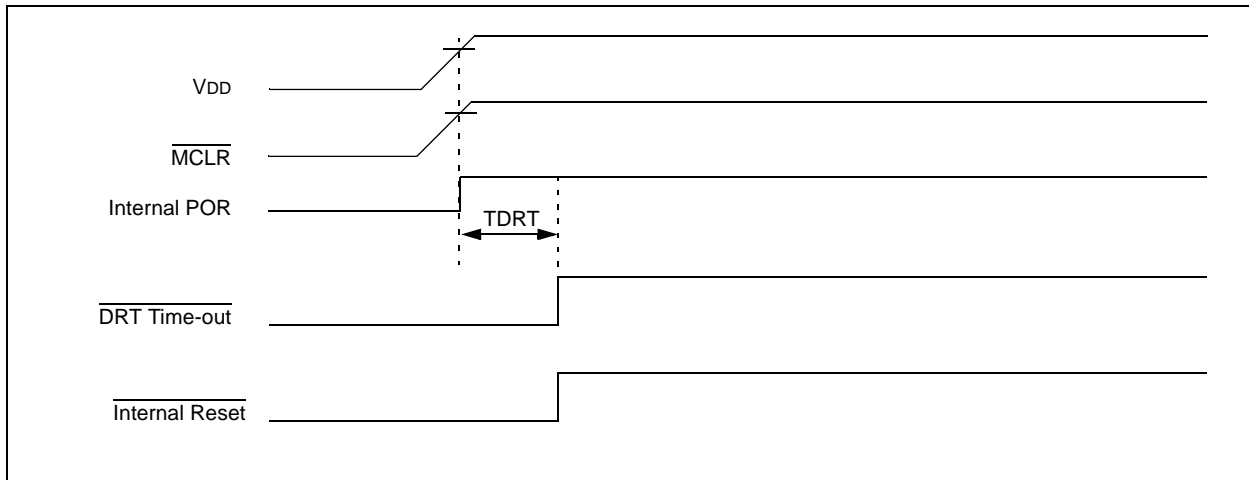 VDD
MCLR
Internal POR
TDRT
DRT Time-out
Internal Reset